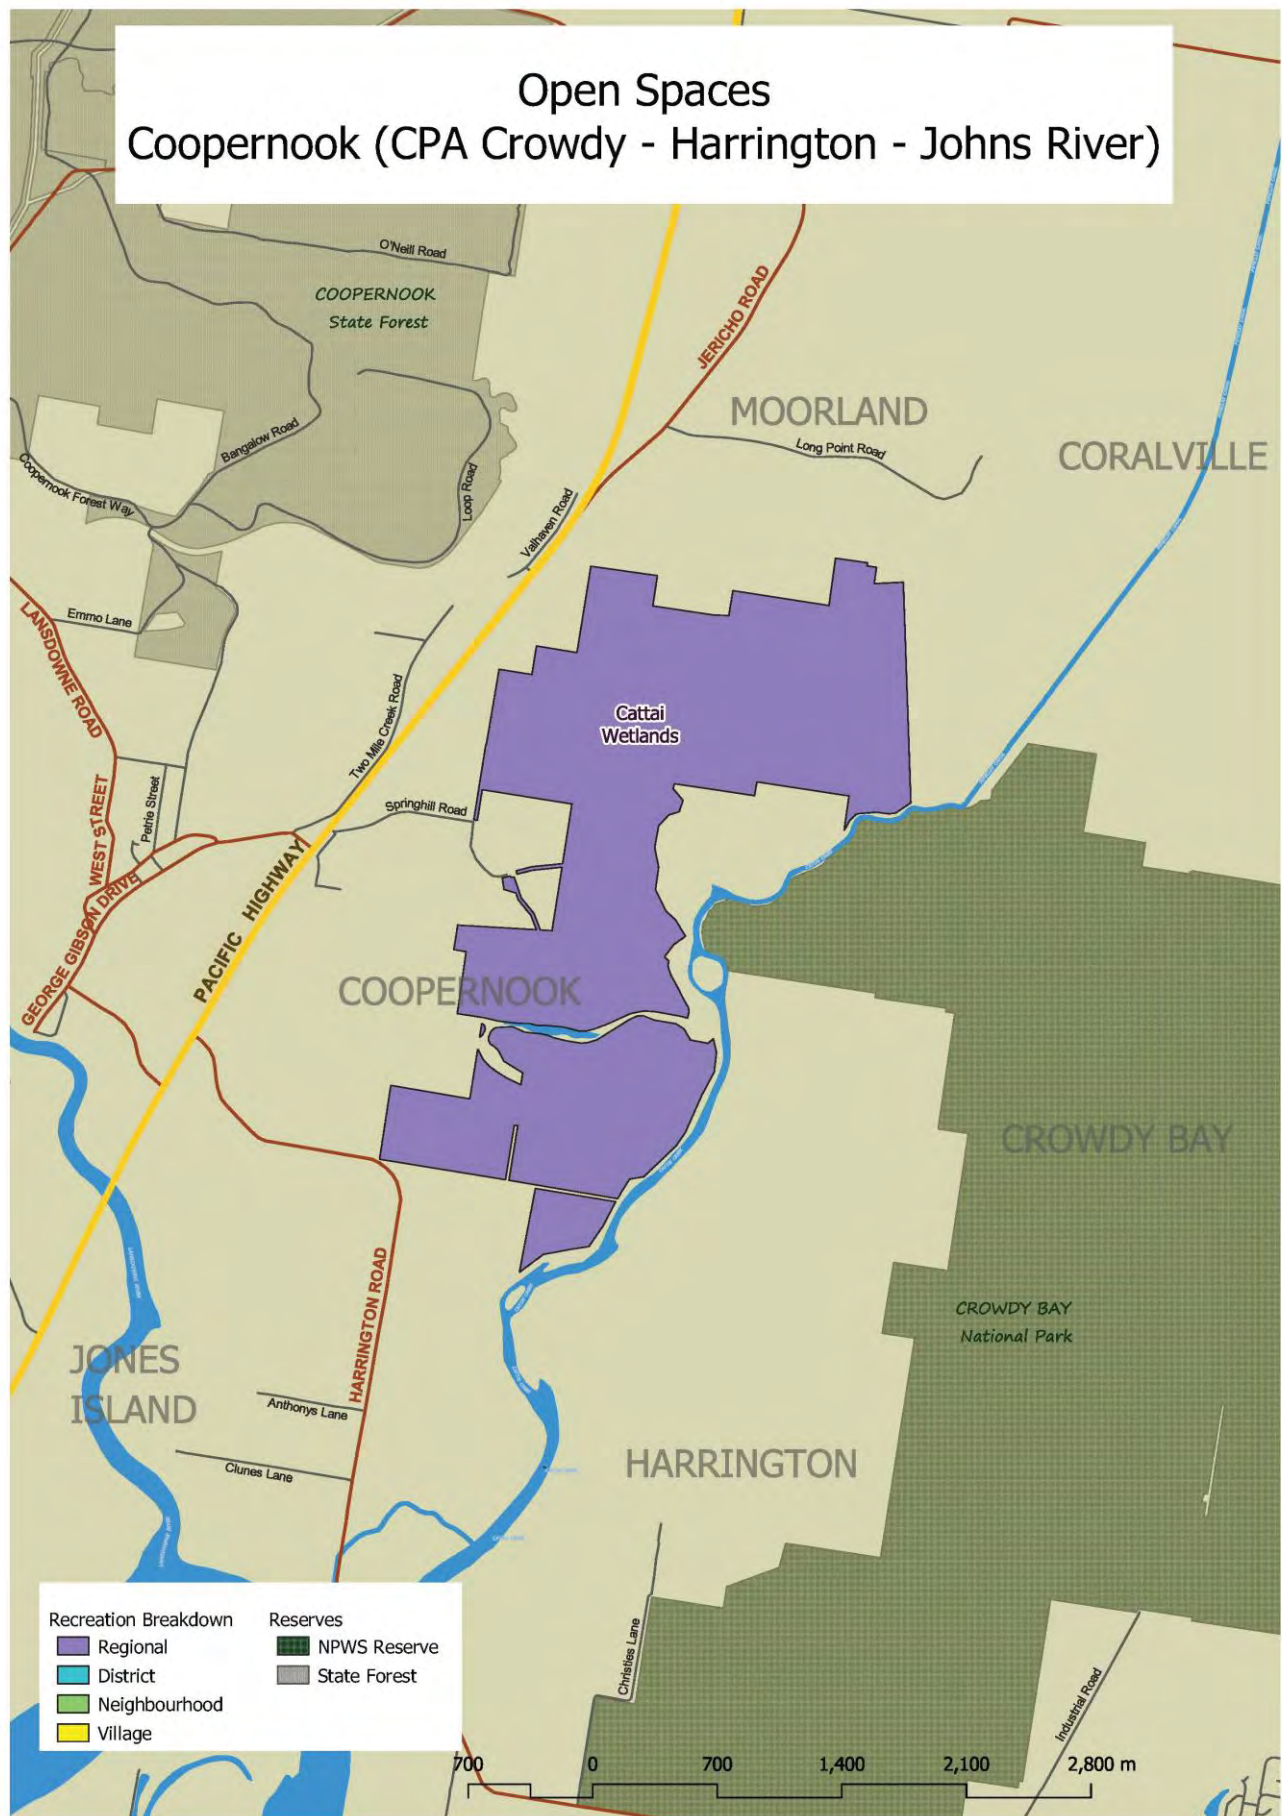 Open Spaces
Coopernook (CPA Crowdy - Harrington - Johns River)
O'Neill Road
COOPERNOOK
State Forest
JERICHO ROAD
MOORLAND
Long Point Road
CORALVILLE
Bangalow Road
Coopernook Forest Way
Loop Road
Valhaven Road
Emmo Lane
LANSDOWNE ROAD
Cattai
Wetlands
Two Mile Creek Road
WEST STREET
Petrie Street
Springhill Road
PACIFIC HIGHWAY
GEORGE GIBSON DRIVE
COOPERNOOK
CROWDY BAY
HARRINGTON ROAD
CROWDY BAY
National Park
JONES
ISLAND
Anthonys Lane
Clunes Lane
HARRINGTON
Christies Lane
Industrial Road
Recreation Breakdown
Regional
District
Neighbourhood
Village
Reserves
NPWS Reserve
State Forest
700 0 700 1,400 2,100 2,800 m